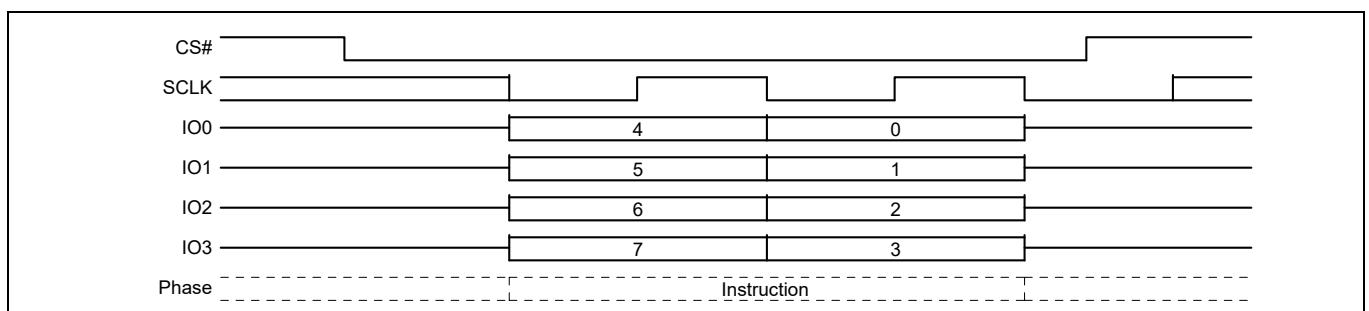 CS#
SCLK
IO0 4 0
IO1 5 1
IO2 6 2
IO3 7 3
Phase Instruction